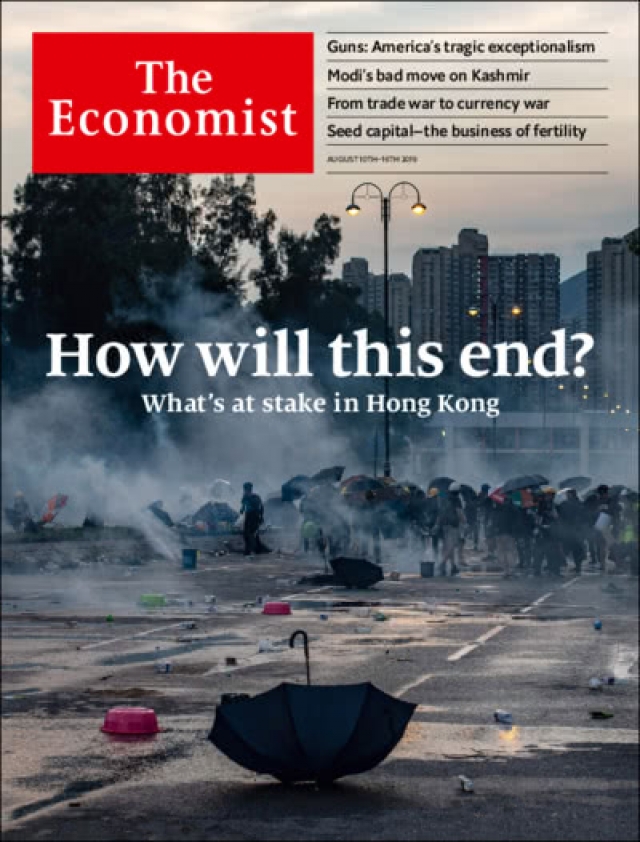 The
Economist
Guns: America's tragic exceptionalism
Modi's bad move on Kashmir
From trade war to currency war
Seed capital–the business of fertility
AUGUST 10TH–16TH 2019
How will this end?
What's at stake in Hong Kong